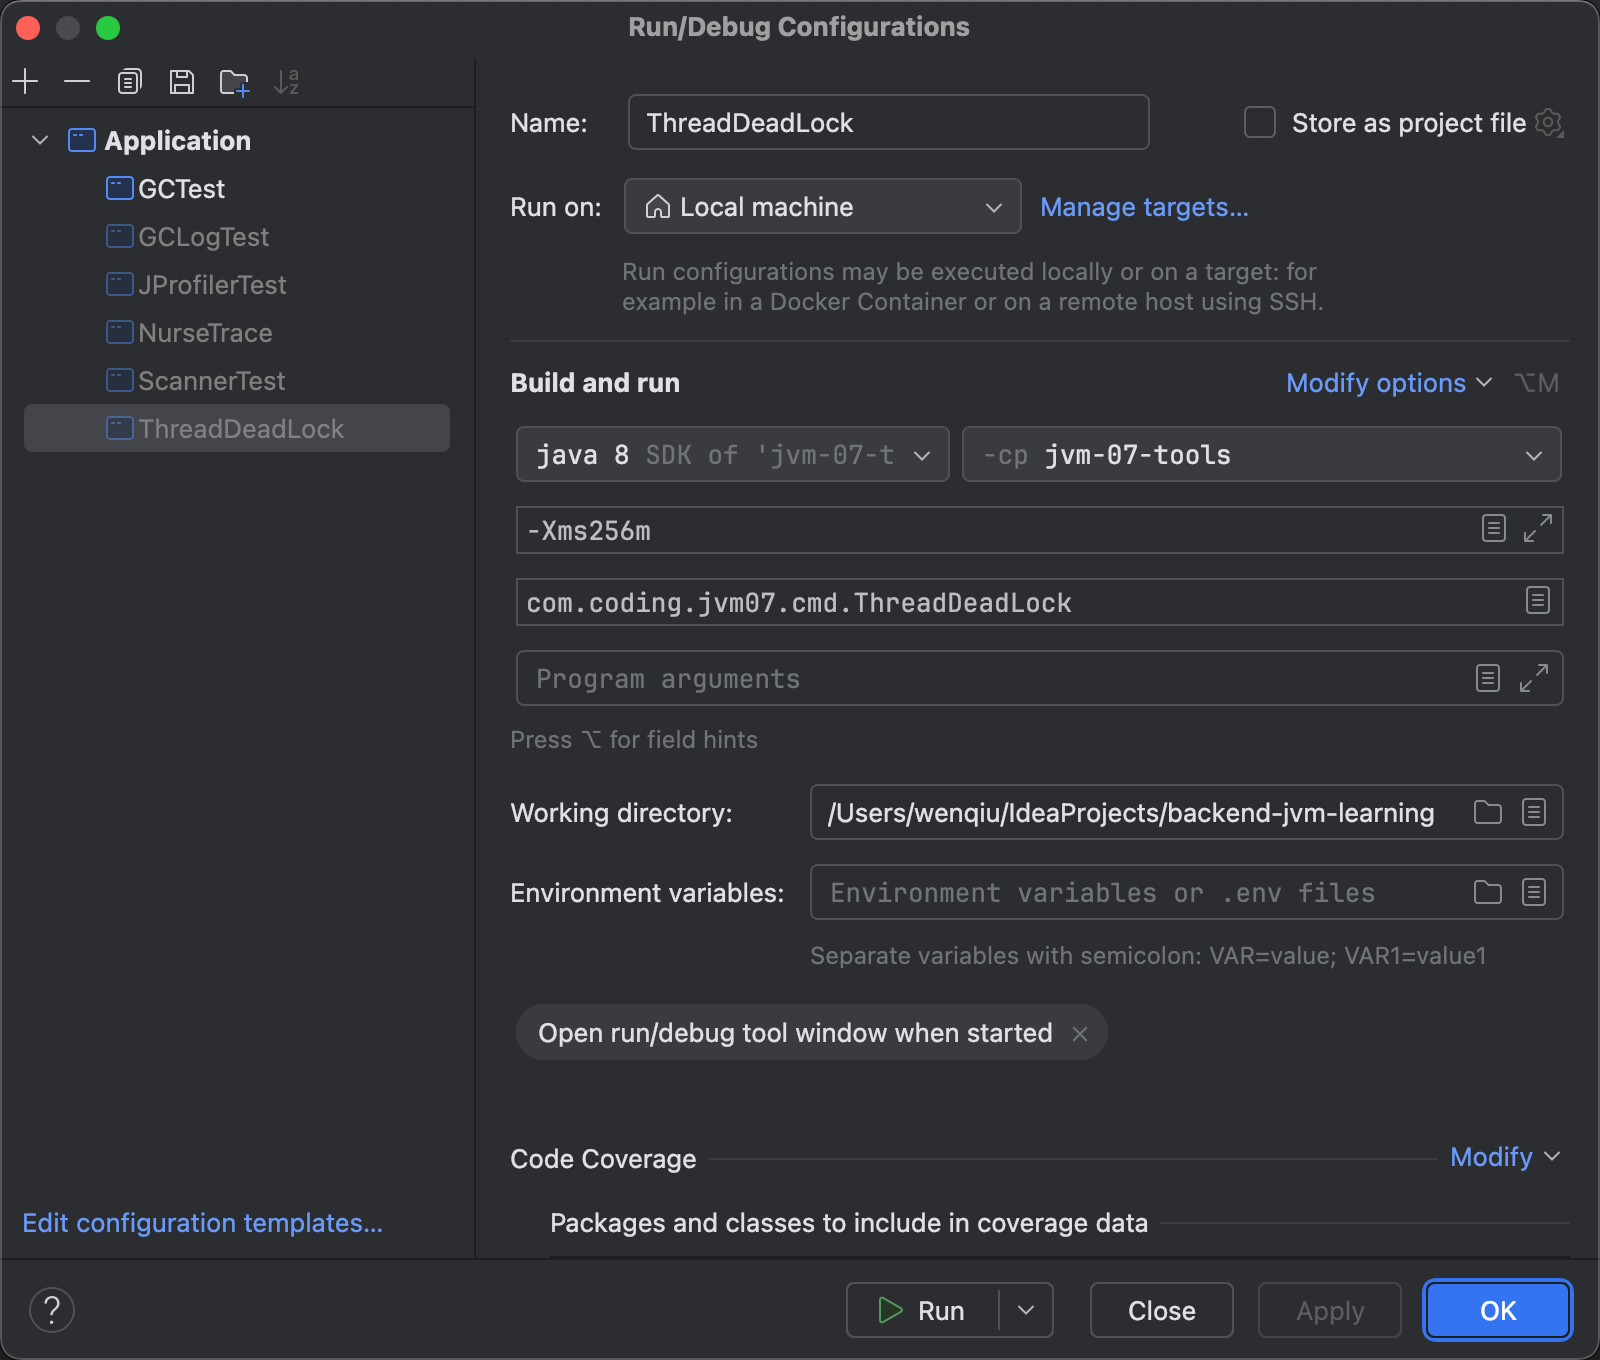 Run/Debug Configurations
Application
GCTest
GCLogTest
JProfilerTest
NurseTrace
ScannerTest
ThreadDeadLock
Edit configuration templates...
Name: ThreadDeadLock Store as project file
Run on: Local machine Manage targets...
Run configurations may be executed locally or on a target: for
example in a Docker Container or on a remote host using SSH.
Build and run Modify options ⌥M
java 8 SDK of 'jvm-07-t -cp jvm-07-tools
-Xms256m
com.coding.jvm07.cmd.ThreadDeadLock
Program arguments
Press ⌥ for field hints
Working directory: /Users/wenqiu/IdeaProjects/backend-jvm-learning
Environment variables: Environment variables or .env files
Separate variables with semicolon: VAR=value; VAR1=value1
Open run/debug tool window when started
Code Coverage Modify
Packages and classes to include in coverage data
? Run Close Apply OK